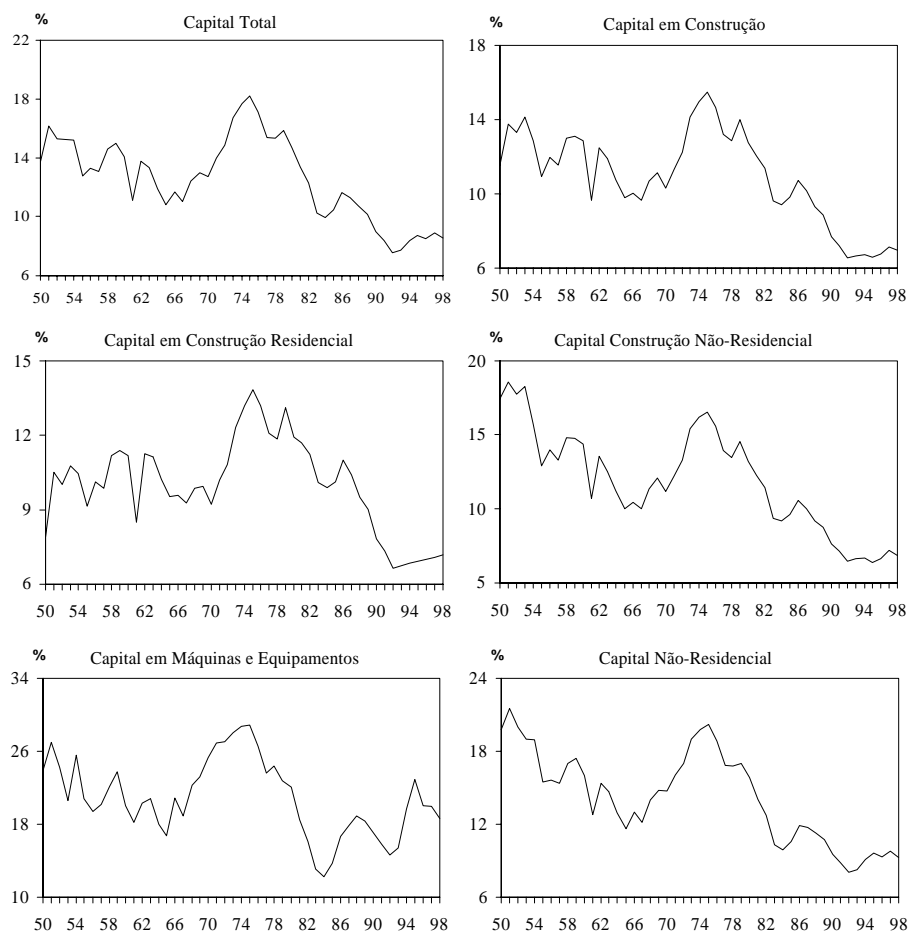 %
Capital Total
22
18
14
10
6
50 54 58 62 66 70 74 78 82 86 90 94 98
%
Capital em Construção
18
14
10
6
50 54 58 62 66 70 74 78 82 86 90 94 98
%
Capital em Construção Residencial
15
12
9
6
50 54 58 62 66 70 74 78 82 86 90 94 98
%
Capital Construção Não-Residencial
20
15
10
5
50 54 58 62 66 70 74 78 82 86 90 94 98
%
Capital em Máquinas e Equipamentos
34
26
18
10
50 54 58 62 66 70 74 78 82 86 90 94 98
%
Capital Não-Residencial
24
18
12
6
50 54 58 62 66 70 74 78 82 86 90 94 98